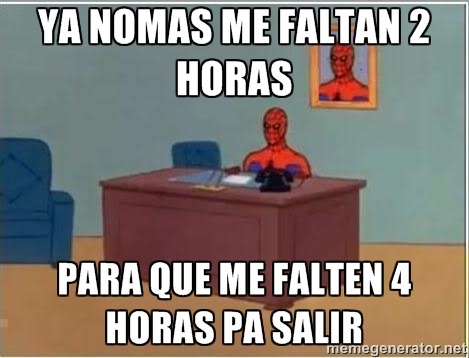 YA NOMAS ME FALTAN 2
HORAS
PARA QUE ME FALTEN 4
HORAS PA SALIR
memegenerator.net